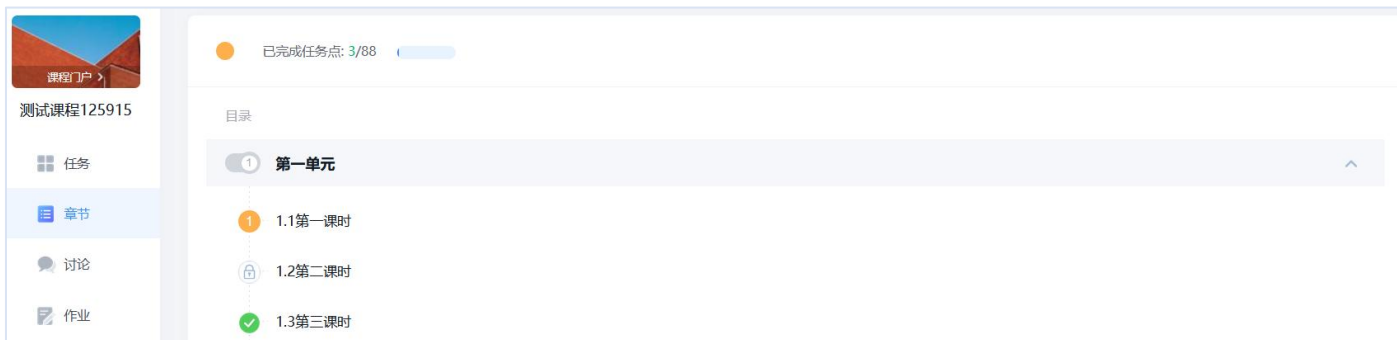 课程门户 >
测试课程125915
任务
章节
讨论
作业
已完成任务点: 3/88
目录
1 第一单元
1 1.1第一课时
1.2第二课时
1.3第三课时